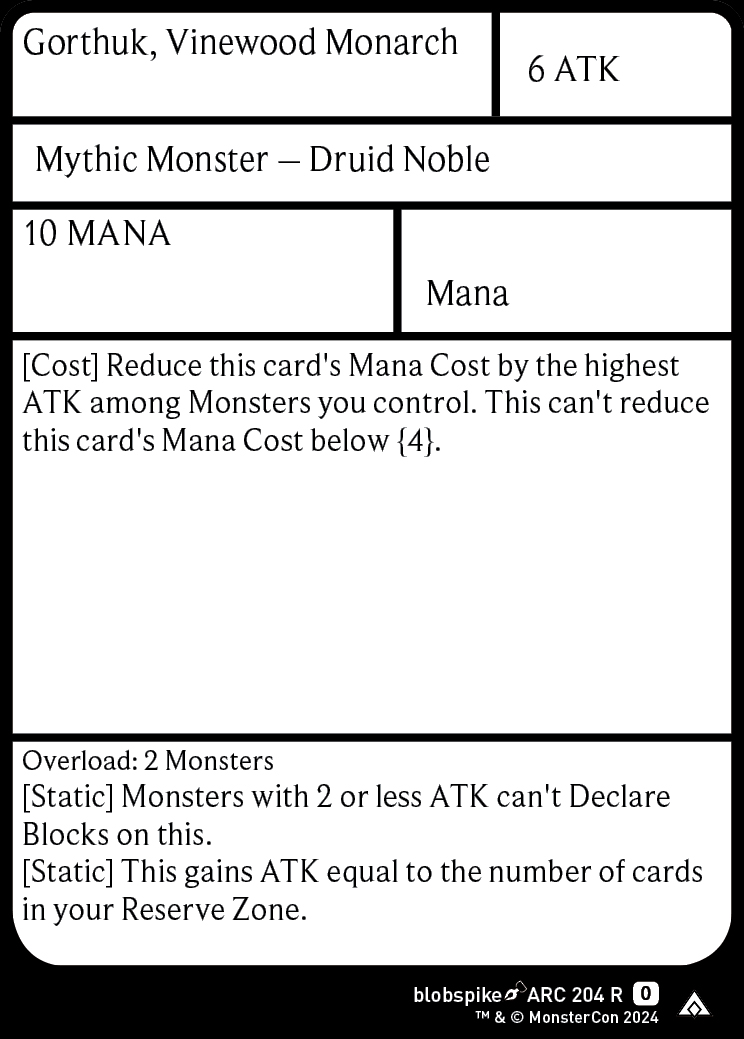 Gorthuk, Vinewood Monarch
6 ATK
Mythic Monster – Druid Noble
10 MANA
Mana
[Cost] Reduce this card's Mana Cost by the highest
ATK among Monsters you control. This can't reduce
this card's Mana Cost below {4}.
Overload: 2 Monsters
[Static] Monsters with 2 or less ATK can't Declare
Blocks on this.
[Static] This gains ATK equal to the number of cards
in your Reserve Zone.
blobspike ARC 204 R 0
™ & © MonsterCon 2024